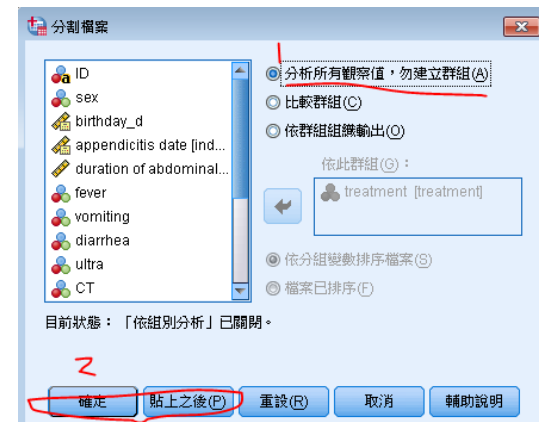 分割檔案
ID
sex
birthday_d
appendicitis date [ind...
duration of abdominal...
fever
vomiting
diarrhea
ultra
CT
1
分析所有觀察值，勿建立群組(A)
比較群組(C)
依群組組織輸出(O)
依此群組(G)：
treatment [treatment]
依分組變數排序檔案(S)
檔案已排序(F)
目前狀態：「依組別分析」已關閉。
2
確定 貼上之後(P) 重設(R) 取消 輔助說明